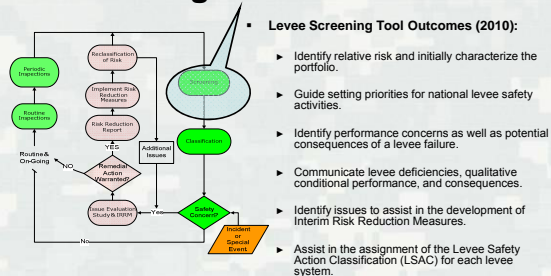 Levee Screening Tool Outcomes (2010):
Identify relative risk and initially characterize the
portfolio.
Guide setting priorities for national levee safety
activities.
Identify performance concerns as well as potential
consequences of a levee failure.
Communicate levee deficiencies, qualitative
conditional performance, and consequences.
Identify issues to assist in the development of
Interim Risk Reduction Measures.
Assist in the assignment of the Levee Safety
Action Classification (LSAC) for each levee
system.
Periodic
Inspections
Routine
Inspections
Routine &
On-Going
Reclassification
of Risk
Implement Risk
Reduction
Measures
Risk Reduction
Report
YES
NO
Remedial
Action
Warranted?
Issue Evaluation
Study & IRRM
Additional
Issues
Screening
Classification
Yes
Safety
Concern?
Incident
or
Special
Event
No